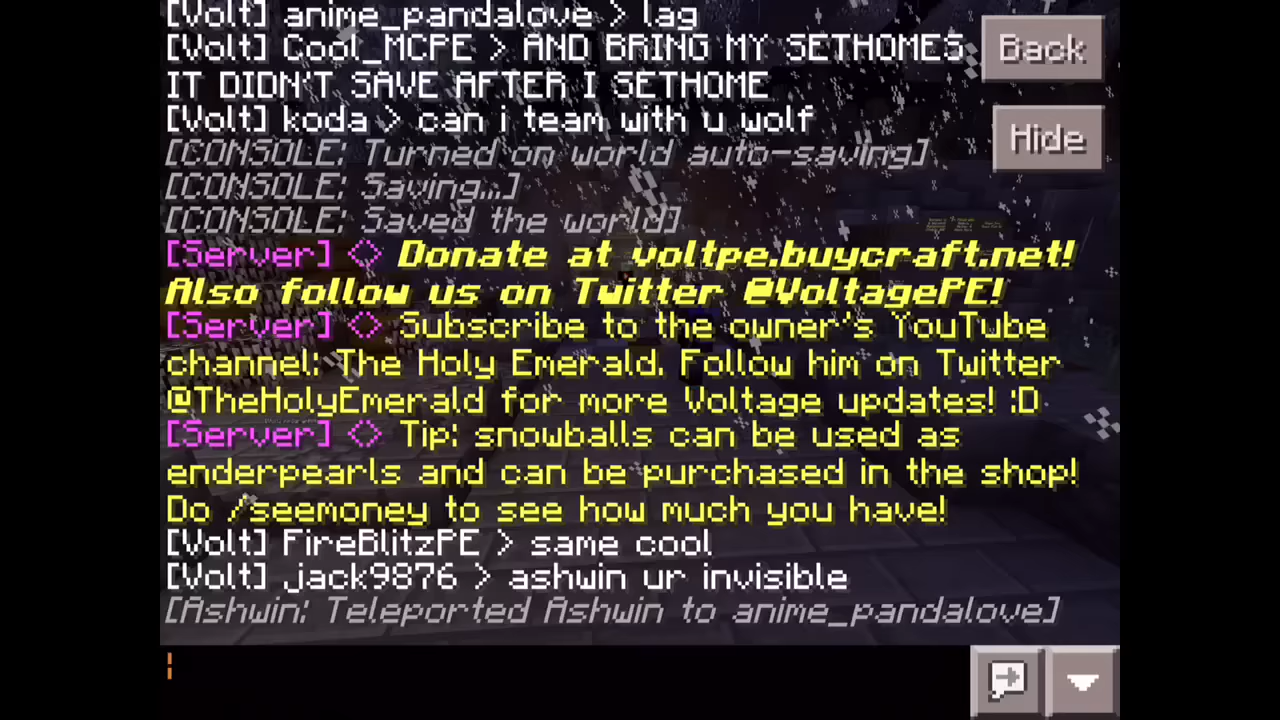 [Volt] anime_pandalove > lag
[Volt] Cool_MCPE > AND BRING MY SETHOMES
IT DIDN'T SAVE AFTER I SETHOME
[Volt] koda > can i team with u wolf
[CONSOLE: Turned on world auto-saving]
[CONSOLE: Saving...]
[CONSOLE: Saved the world]
[Server] <> Donate at voltpe.buycraft.net!
Also follow us on Twitter @VoltagePE!
[Server] <> Subscribe to the owner's YouTube
channel: The Holy Emerald. Follow him on Twitter
@TheHolyEmerald for more Voltage updates! :D
[Server] <> Tip: snowballs can be used as
enderpearls and can be purchased in the shop!
Do /seemoney to see how much you have!
[Volt] FireBlitzPE > same cool
[Volt] .jack9876 > ashwin ur invisible
[Ashwin: Teleported Ashwin to anime_pandalove]
Back
Hide